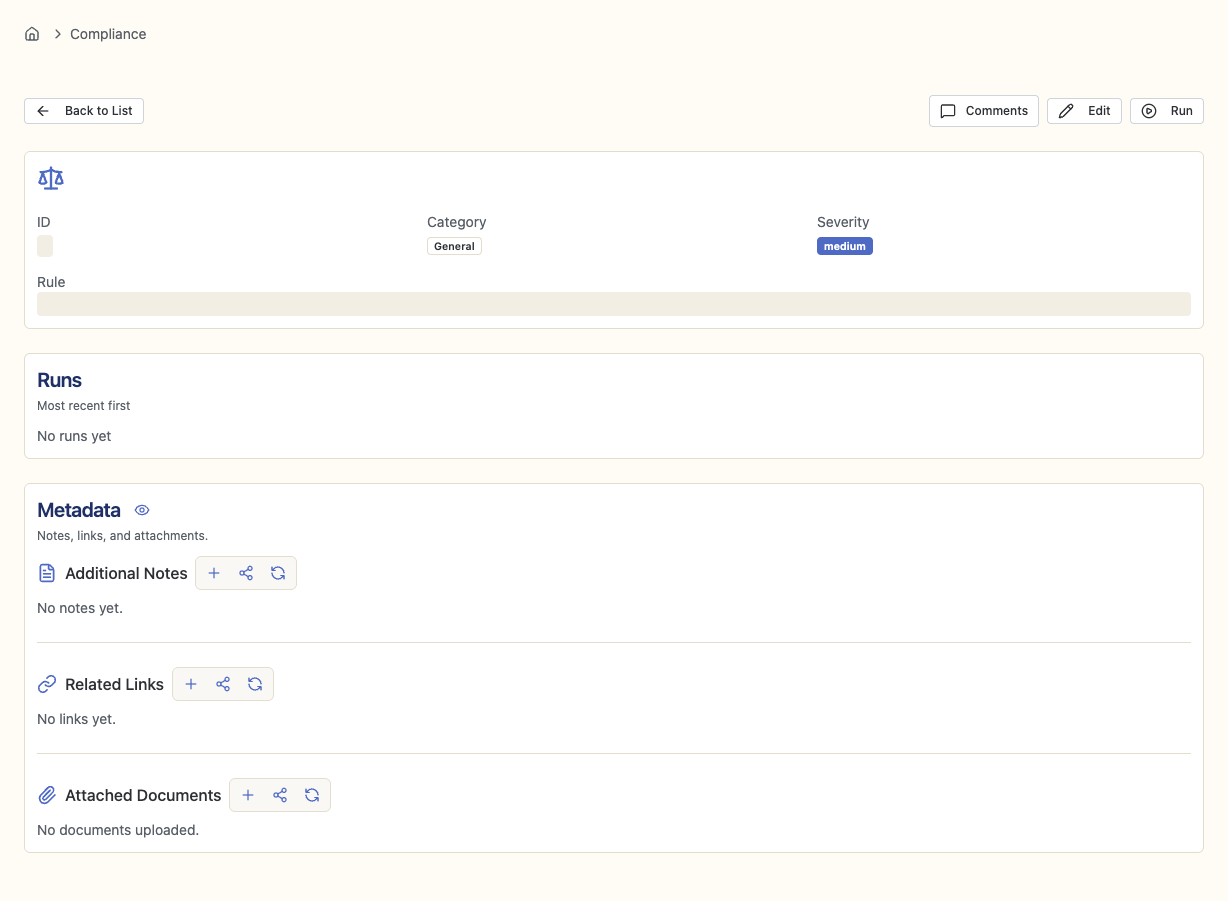 Compliance
Back to List
Comments
Edit
Run
ID
Category
Severity
General
medium
Rule
Runs
Most recent first
No runs yet
Metadata
Notes, links, and attachments.
Additional Notes
No notes yet.
Related Links
No links yet.
Attached Documents
No documents uploaded.